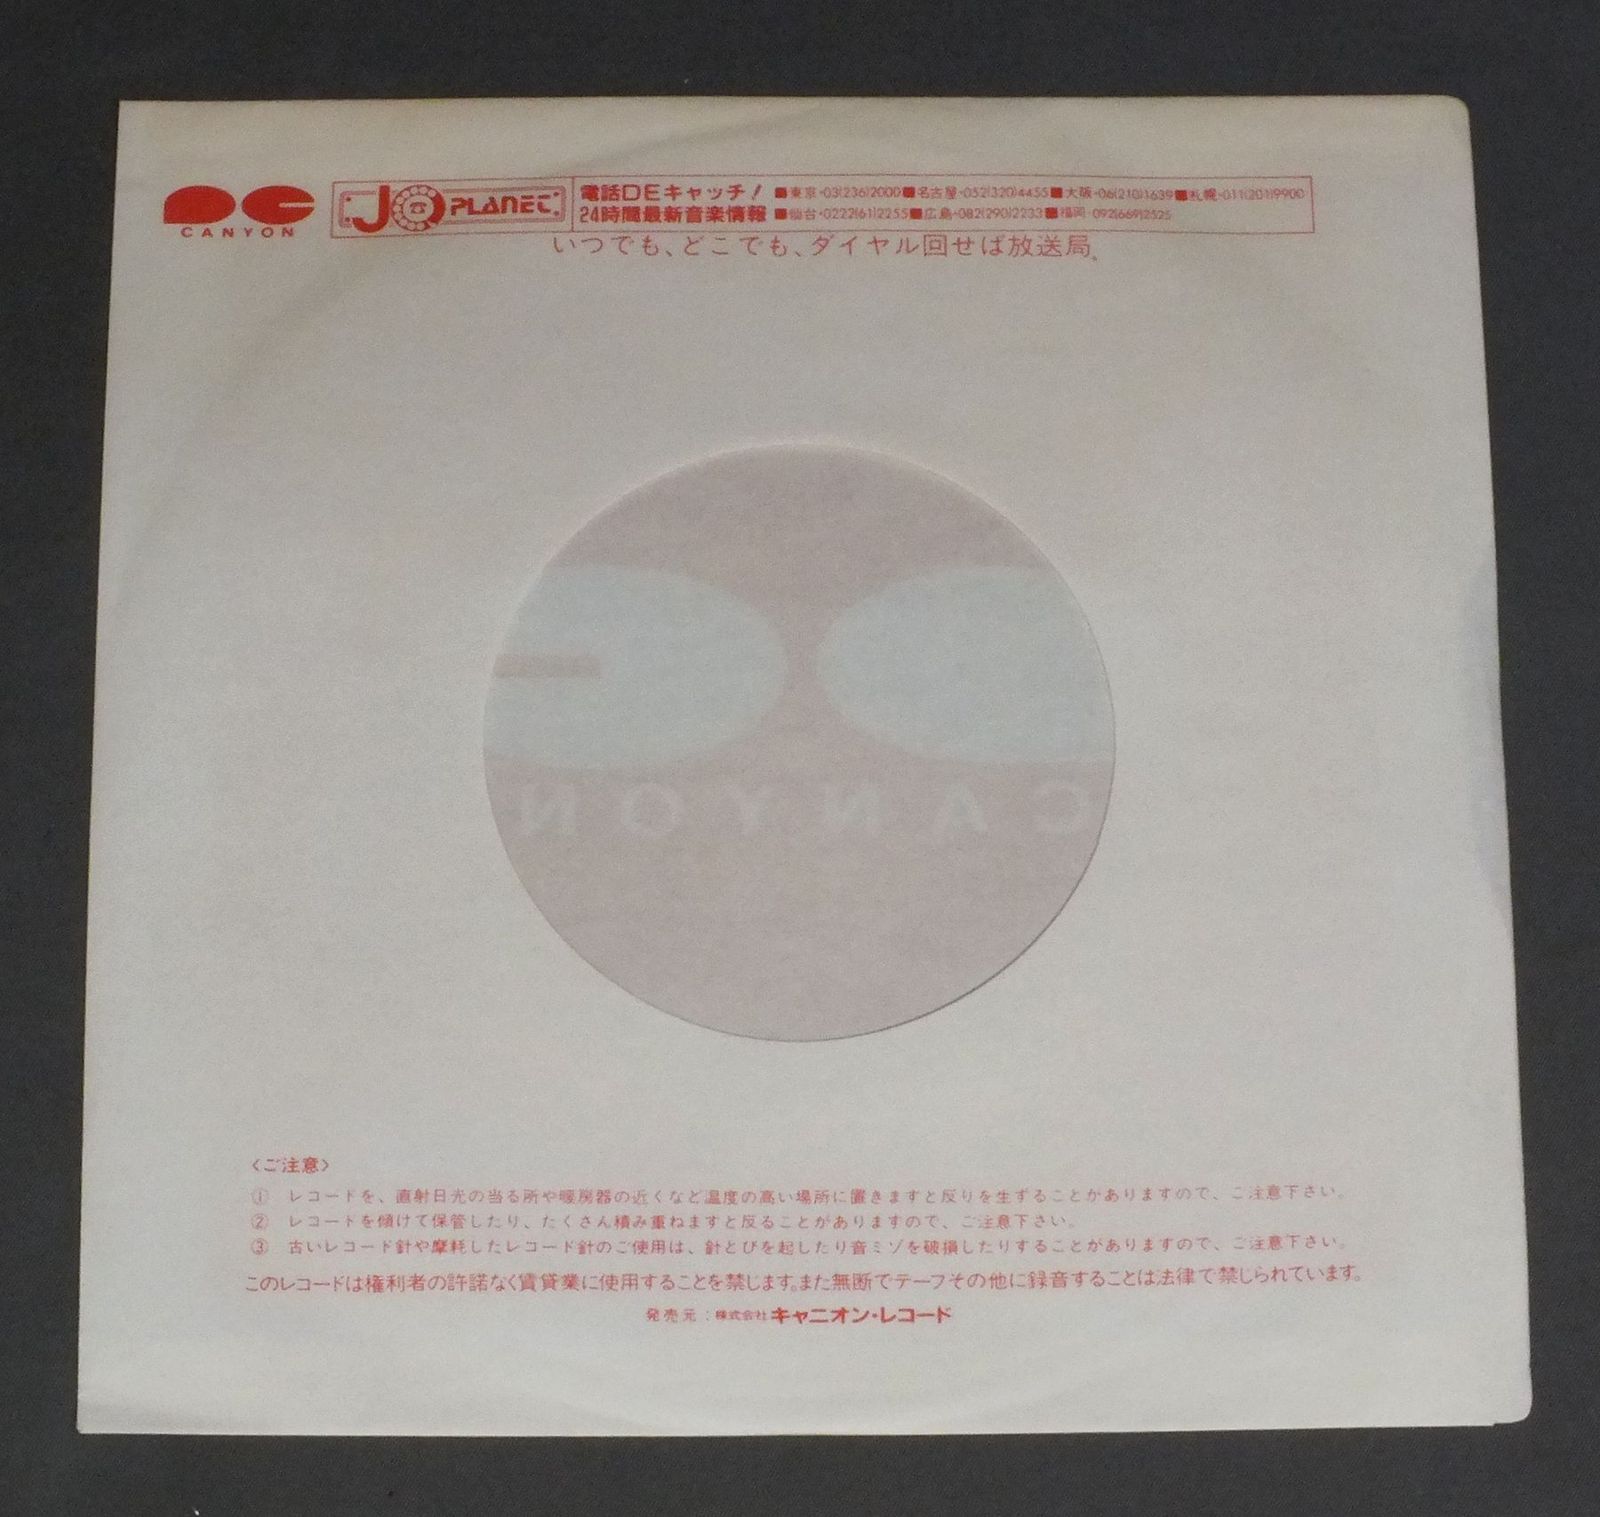 CANYON
JO PLANET
電話DEキャッチ!
24時間最新音楽情報
■東京・03(236)2000■名古屋・052(320)4455■大阪・06(210)1639■札幌・011(201)9900
■仙台・0222(61)2255■広島・082(290)2233■福岡・092(669)2525
いつでも、どこでも、ダイヤル回せば放送局。
CANYON
〈ご注意〉
① レコードを、直射日光の当る所や暖房器の近くなど温度の高い場所に置きますと反りを生ずることがありますので、ご注意下さい。
② レコードを傾けて保管したり、たくさん積み重ねますと反ることがありますので、ご注意下さい。
③ 古いレコード針や摩耗したレコード針のご使用は、針とびを起したり音ミゾを破損したりすることがありますので、ご注意下さい。
このレコードは権利者の許諾なく賃貸業に使用することを禁じます。また無断でテープその他に録音することは法律で禁じられています。
発売元:株式会社キャニオン・レコード